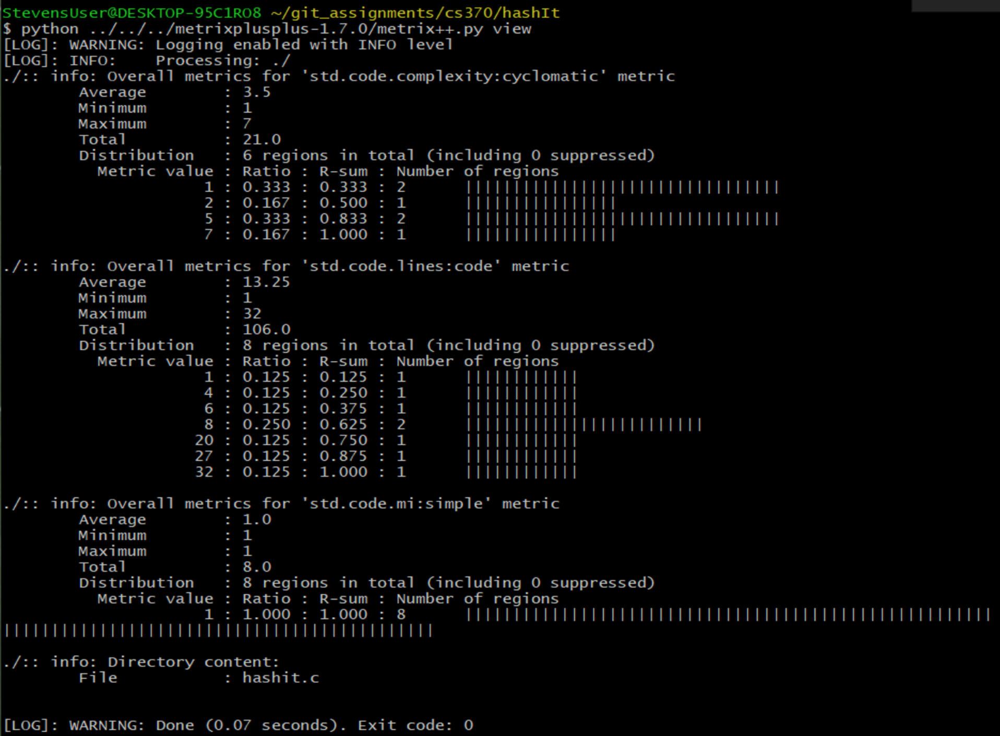 StevensUser@DESKTOP-95C1RO8 ~/git_assignments/cs370/hashIt
$ python ../../../metrixplusplus-1.7.0/metrix++.py view
[LOG]: WARNING: Logging enabled with INFO level
[LOG]: INFO:    Processing: ./
./:: info: Overall metrics for 'std.code.complexity:cyclomatic' metric
        Average        : 3.5
        Minimum        : 1
        Maximum        : 7
        Total          : 21.0
        Distribution   : 6 regions in total (including 0 suppressed)
          Metric value : Ratio : R-sum : Number of regions
                     1 : 0.333 : 0.333 : 2      |||||||||||||||||||||||||||||||||
                     2 : 0.167 : 0.500 : 1      ||||||||||||||||
                     5 : 0.333 : 0.833 : 2      |||||||||||||||||||||||||||||||||
                     7 : 0.167 : 1.000 : 1      ||||||||||||||||
./:: info: Overall metrics for 'std.code.lines:code' metric
        Average        : 13.25
        Minimum        : 1
        Maximum        : 32
        Total          : 106.0
        Distribution   : 8 regions in total (including 0 suppressed)
          Metric value : Ratio : R-sum : Number of regions
                     1 : 0.125 : 0.125 : 1      ||||||||||||
                     4 : 0.125 : 0.250 : 1      ||||||||||||
                     6 : 0.125 : 0.375 : 1      ||||||||||||
                     8 : 0.250 : 0.625 : 2      |||||||||||||||||||||||||
                    20 : 0.125 : 0.750 : 1      ||||||||||||
                    27 : 0.125 : 0.875 : 1      ||||||||||||
                    32 : 0.125 : 1.000 : 1      ||||||||||||
./:: info: Overall metrics for 'std.code.mi:simple' metric
        Average        : 1.0
        Minimum        : 1
        Maximum        : 1
        Total          : 8.0
        Distribution   : 8 regions in total (including 0 suppressed)
          Metric value : Ratio : R-sum : Number of regions
                     1 : 1.000 : 1.000 : 8      |||||||||||||||||||||||||||||||||||||||||||||||||||||||
|||||||||||||||||||||||||||||||||||||||||||||
./:: info: Directory content:
        File           : hashit.c
[LOG]: WARNING: Done (0.07 seconds). Exit code: 0